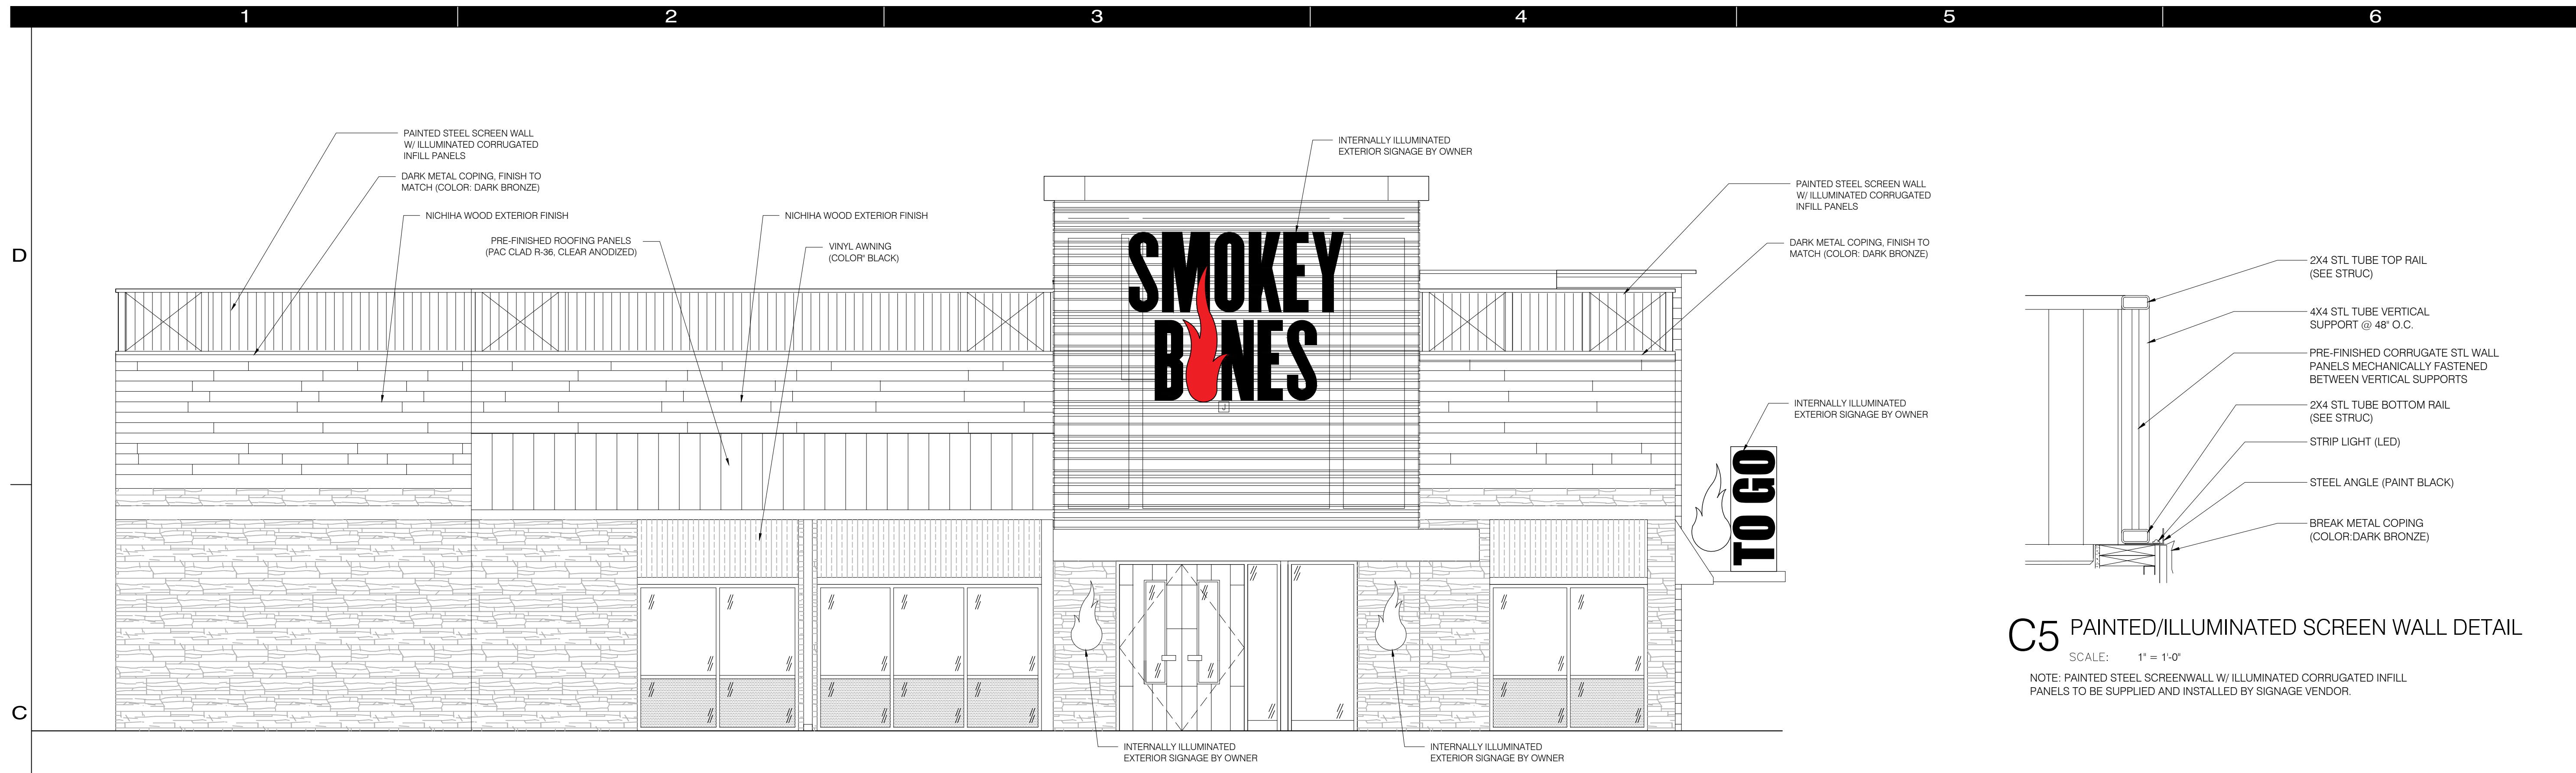 1 2 3 4 5 6
D
C
PAINTED STEEL SCREEN WALL
W/ ILLUMINATED CORRUGATED
INFILL PANELS
DARK METAL COPING, FINISH TO
MATCH (COLOR: DARK BRONZE)
NICHIHA WOOD EXTERIOR FINISH
PRE-FINISHED ROOFING PANELS
(PAC CLAD R-36, CLEAR ANODIZED)
NICHIHA WOOD EXTERIOR FINISH
VINYL AWNING
(COLOR" BLACK)
INTERNALLY ILLUMINATED
EXTERIOR SIGNAGE BY OWNER
SMOKEY
BONES
J
PAINTED STEEL SCREEN WALL
W/ ILLUMINATED CORRUGATED
INFILL PANELS
DARK METAL COPING, FINISH TO
MATCH (COLOR: DARK BRONZE)
INTERNALLY ILLUMINATED
EXTERIOR SIGNAGE BY OWNER
TO GO
INTERNALLY ILLUMINATED
EXTERIOR SIGNAGE BY OWNER
INTERNALLY ILLUMINATED
EXTERIOR SIGNAGE BY OWNER
2X4 STL TUBE TOP RAIL
(SEE STRUC)
4X4 STL TUBE VERTICAL
SUPPORT @ 48" O.C.
PRE-FINISHED CORRUGATE STL WALL
PANELS MECHANICALLY FASTENED
BETWEEN VERTICAL SUPPORTS
2X4 STL TUBE BOTTOM RAIL
(SEE STRUC)
STRIP LIGHT (LED)
STEEL ANGLE (PAINT BLACK)
BREAK METAL COPING
(COLOR:DARK BRONZE)
C5 PAINTED/ILLUMINATED SCREEN WALL DETAIL
SCALE: 1" = 1'-0"
NOTE: PAINTED STEEL SCREENWALL W/ ILLUMINATED CORRUGATED INFILL
PANELS TO BE SUPPLIED AND INSTALLED BY SIGNAGE VENDOR.